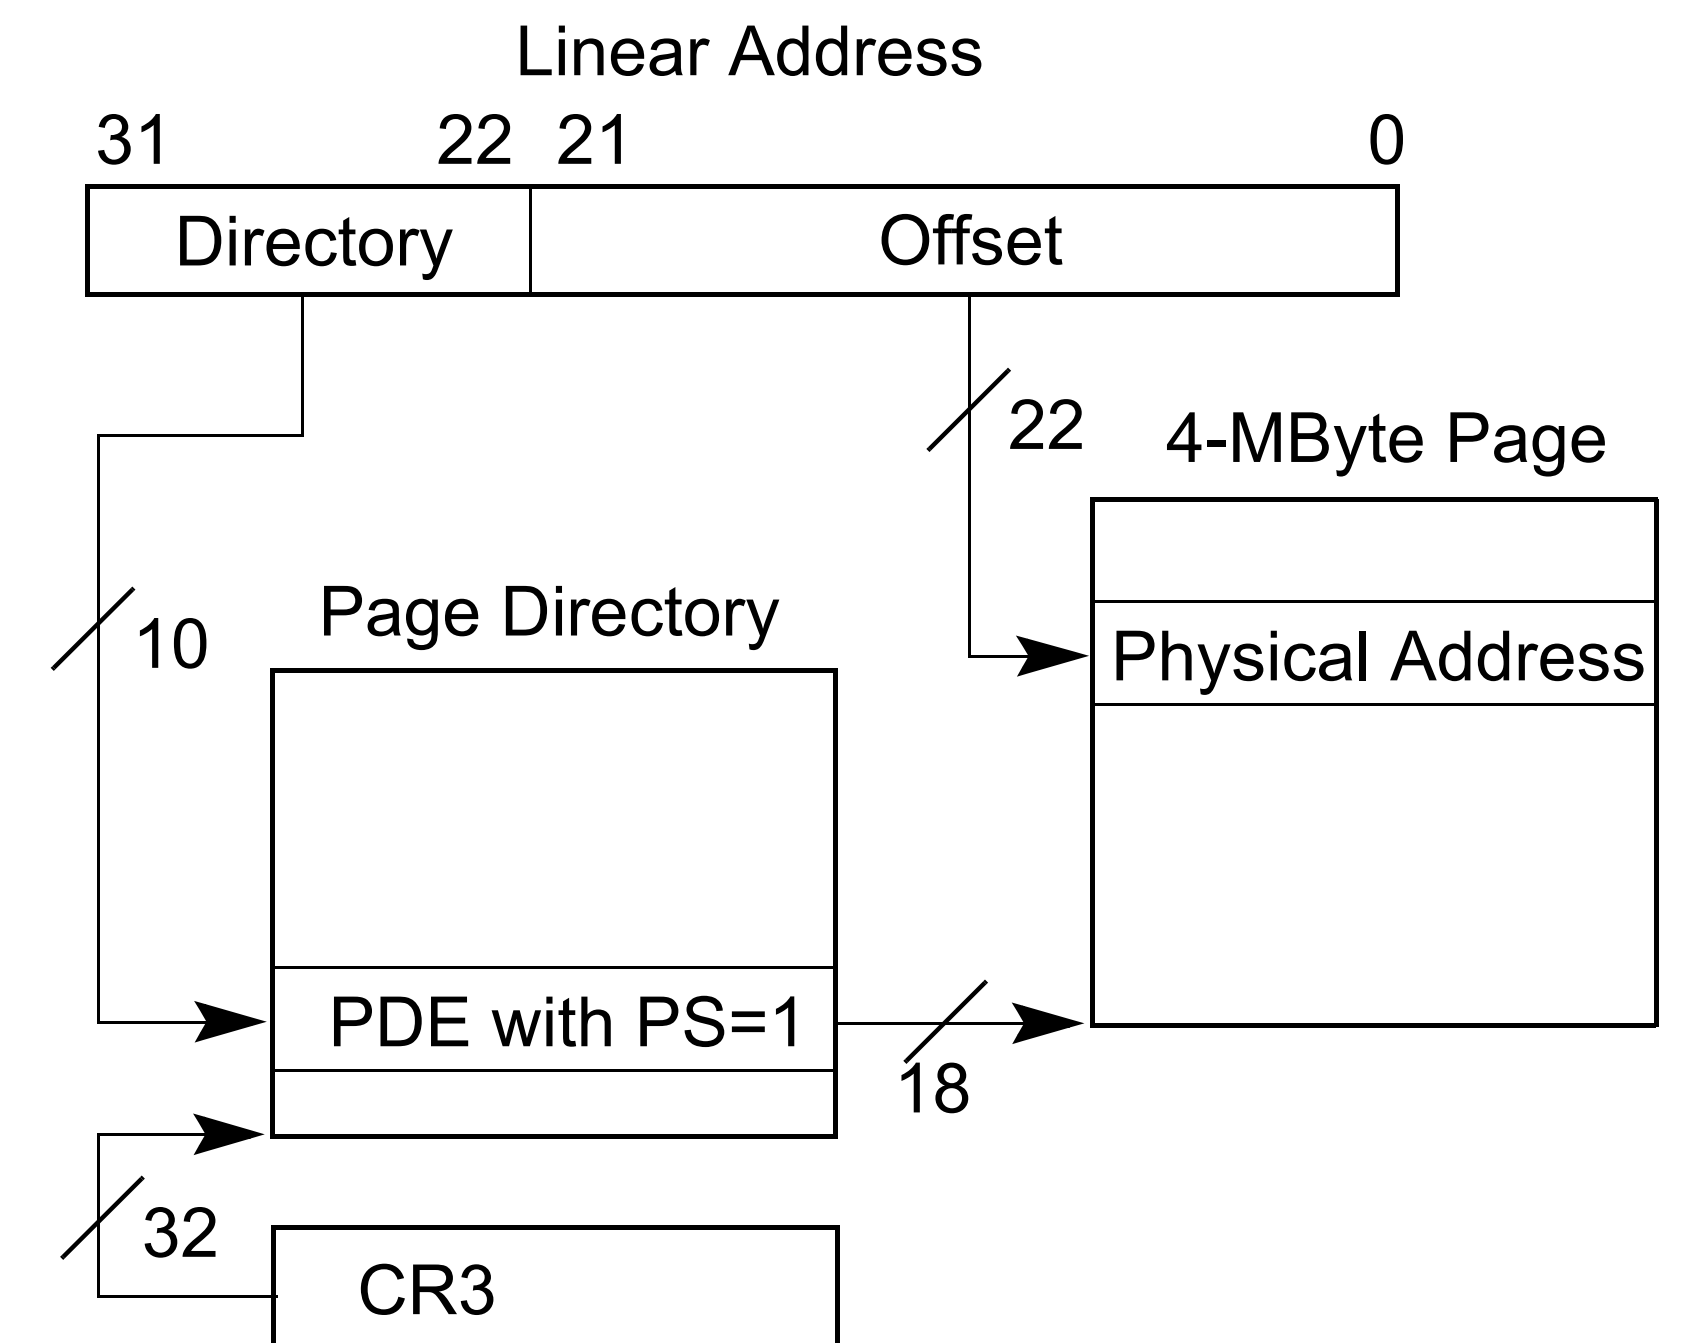 Linear Address
31 22 21 0
Directory Offset
22
4-MByte Page
Page Directory
10
Physical Address
PDE with PS=1
18
32
CR3